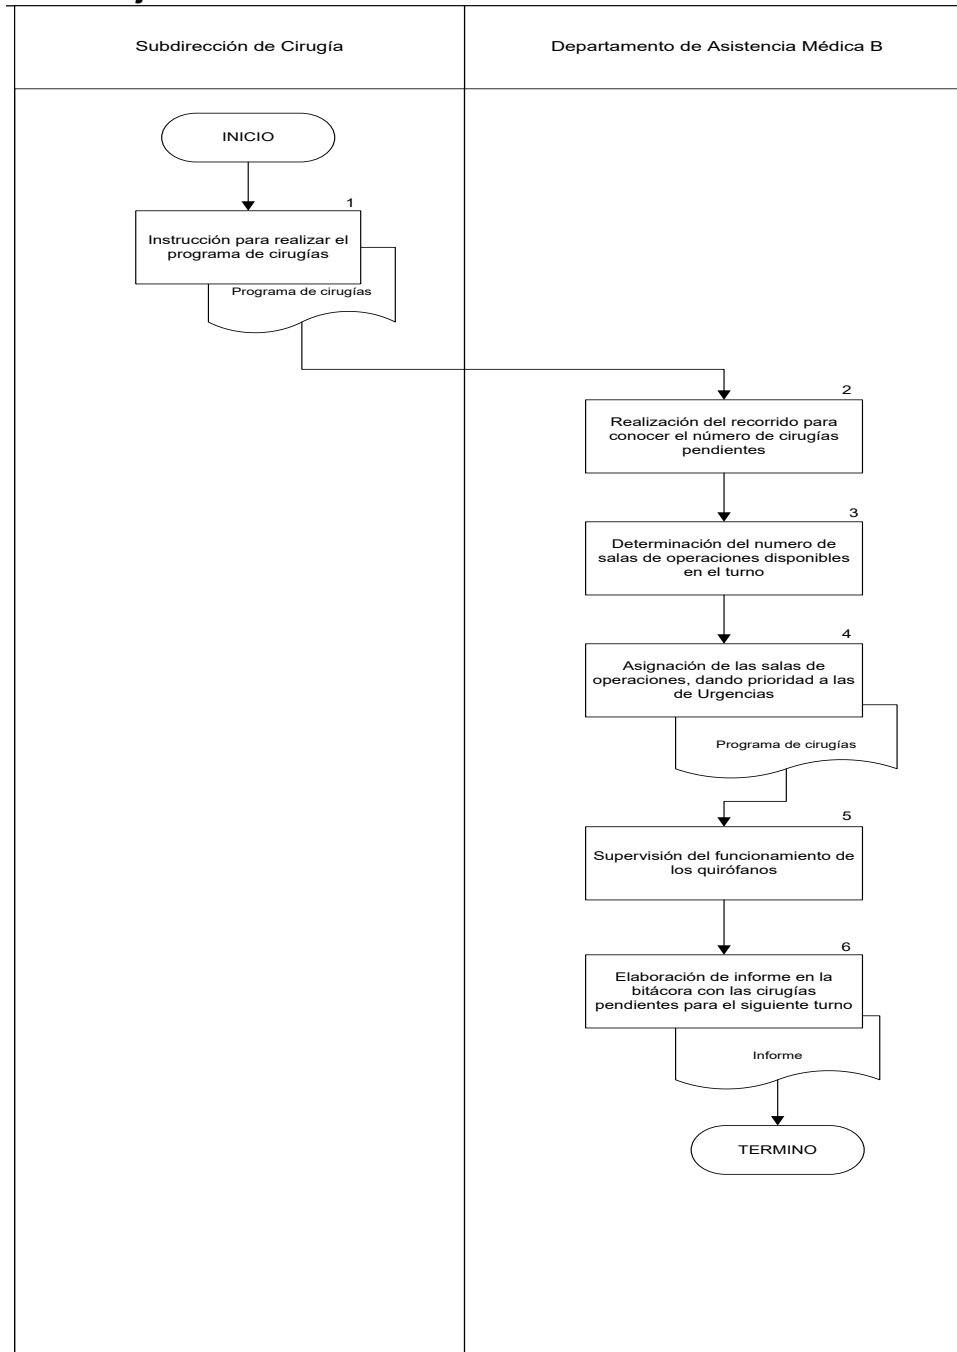 Subdirección de Cirugía
Departamento de Asistencia Médica B
INICIO
1
Instrucción para realizar el
programa de cirugías
Programa de cirugías
2
Realización del recorrido para
conocer el número de cirugías
pendientes
3
Determinación del numero de
salas de operaciones disponibles
en el turno
4
Asignación de las salas de
operaciones, dando prioridad a las
de Urgencias
Programa de cirugías
5
Supervisión del funcionamiento de
los quirófanos
6
Elaboración de informe en la
bitácora con las cirugías
pendientes para el siguiente turno
Informe
TERMINO